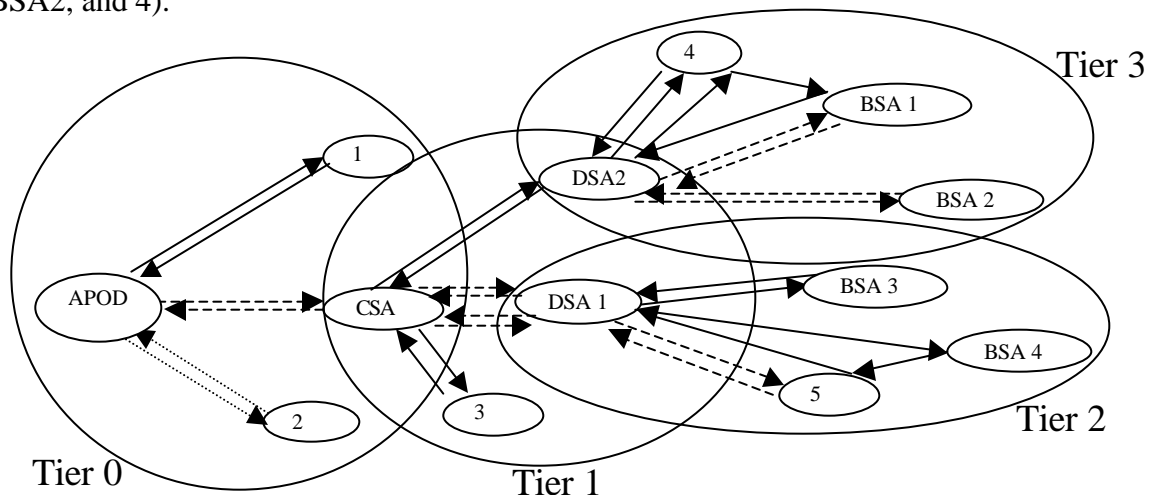 BSA2, and 4).
4
Tier 3
BSA 1
1
DSA2
BSA 2
APOD
CSA
DSA 1
BSA 3
BSA 4
5
3
2
Tier 2
Tier 0
Tier 1